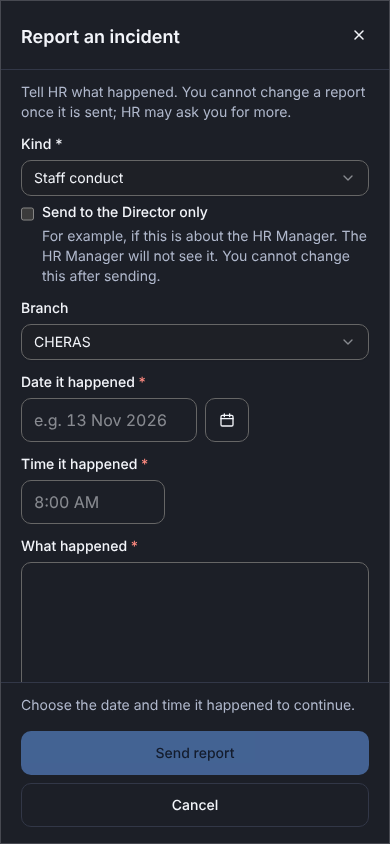 Report an incident
Tell HR what happened. You cannot change a report
once it is sent; HR may ask you for more.
Kind *
Staff conduct
Send to the Director only
For example, if this is about the HR Manager. The
HR Manager will not see it. You cannot change
this after sending.
Branch
CHERAS
Date it happened *
e.g. 13 Nov 2026
Time it happened *
8:00 AM
What happened *
Choose the date and time it happened to continue.
Send report
Cancel